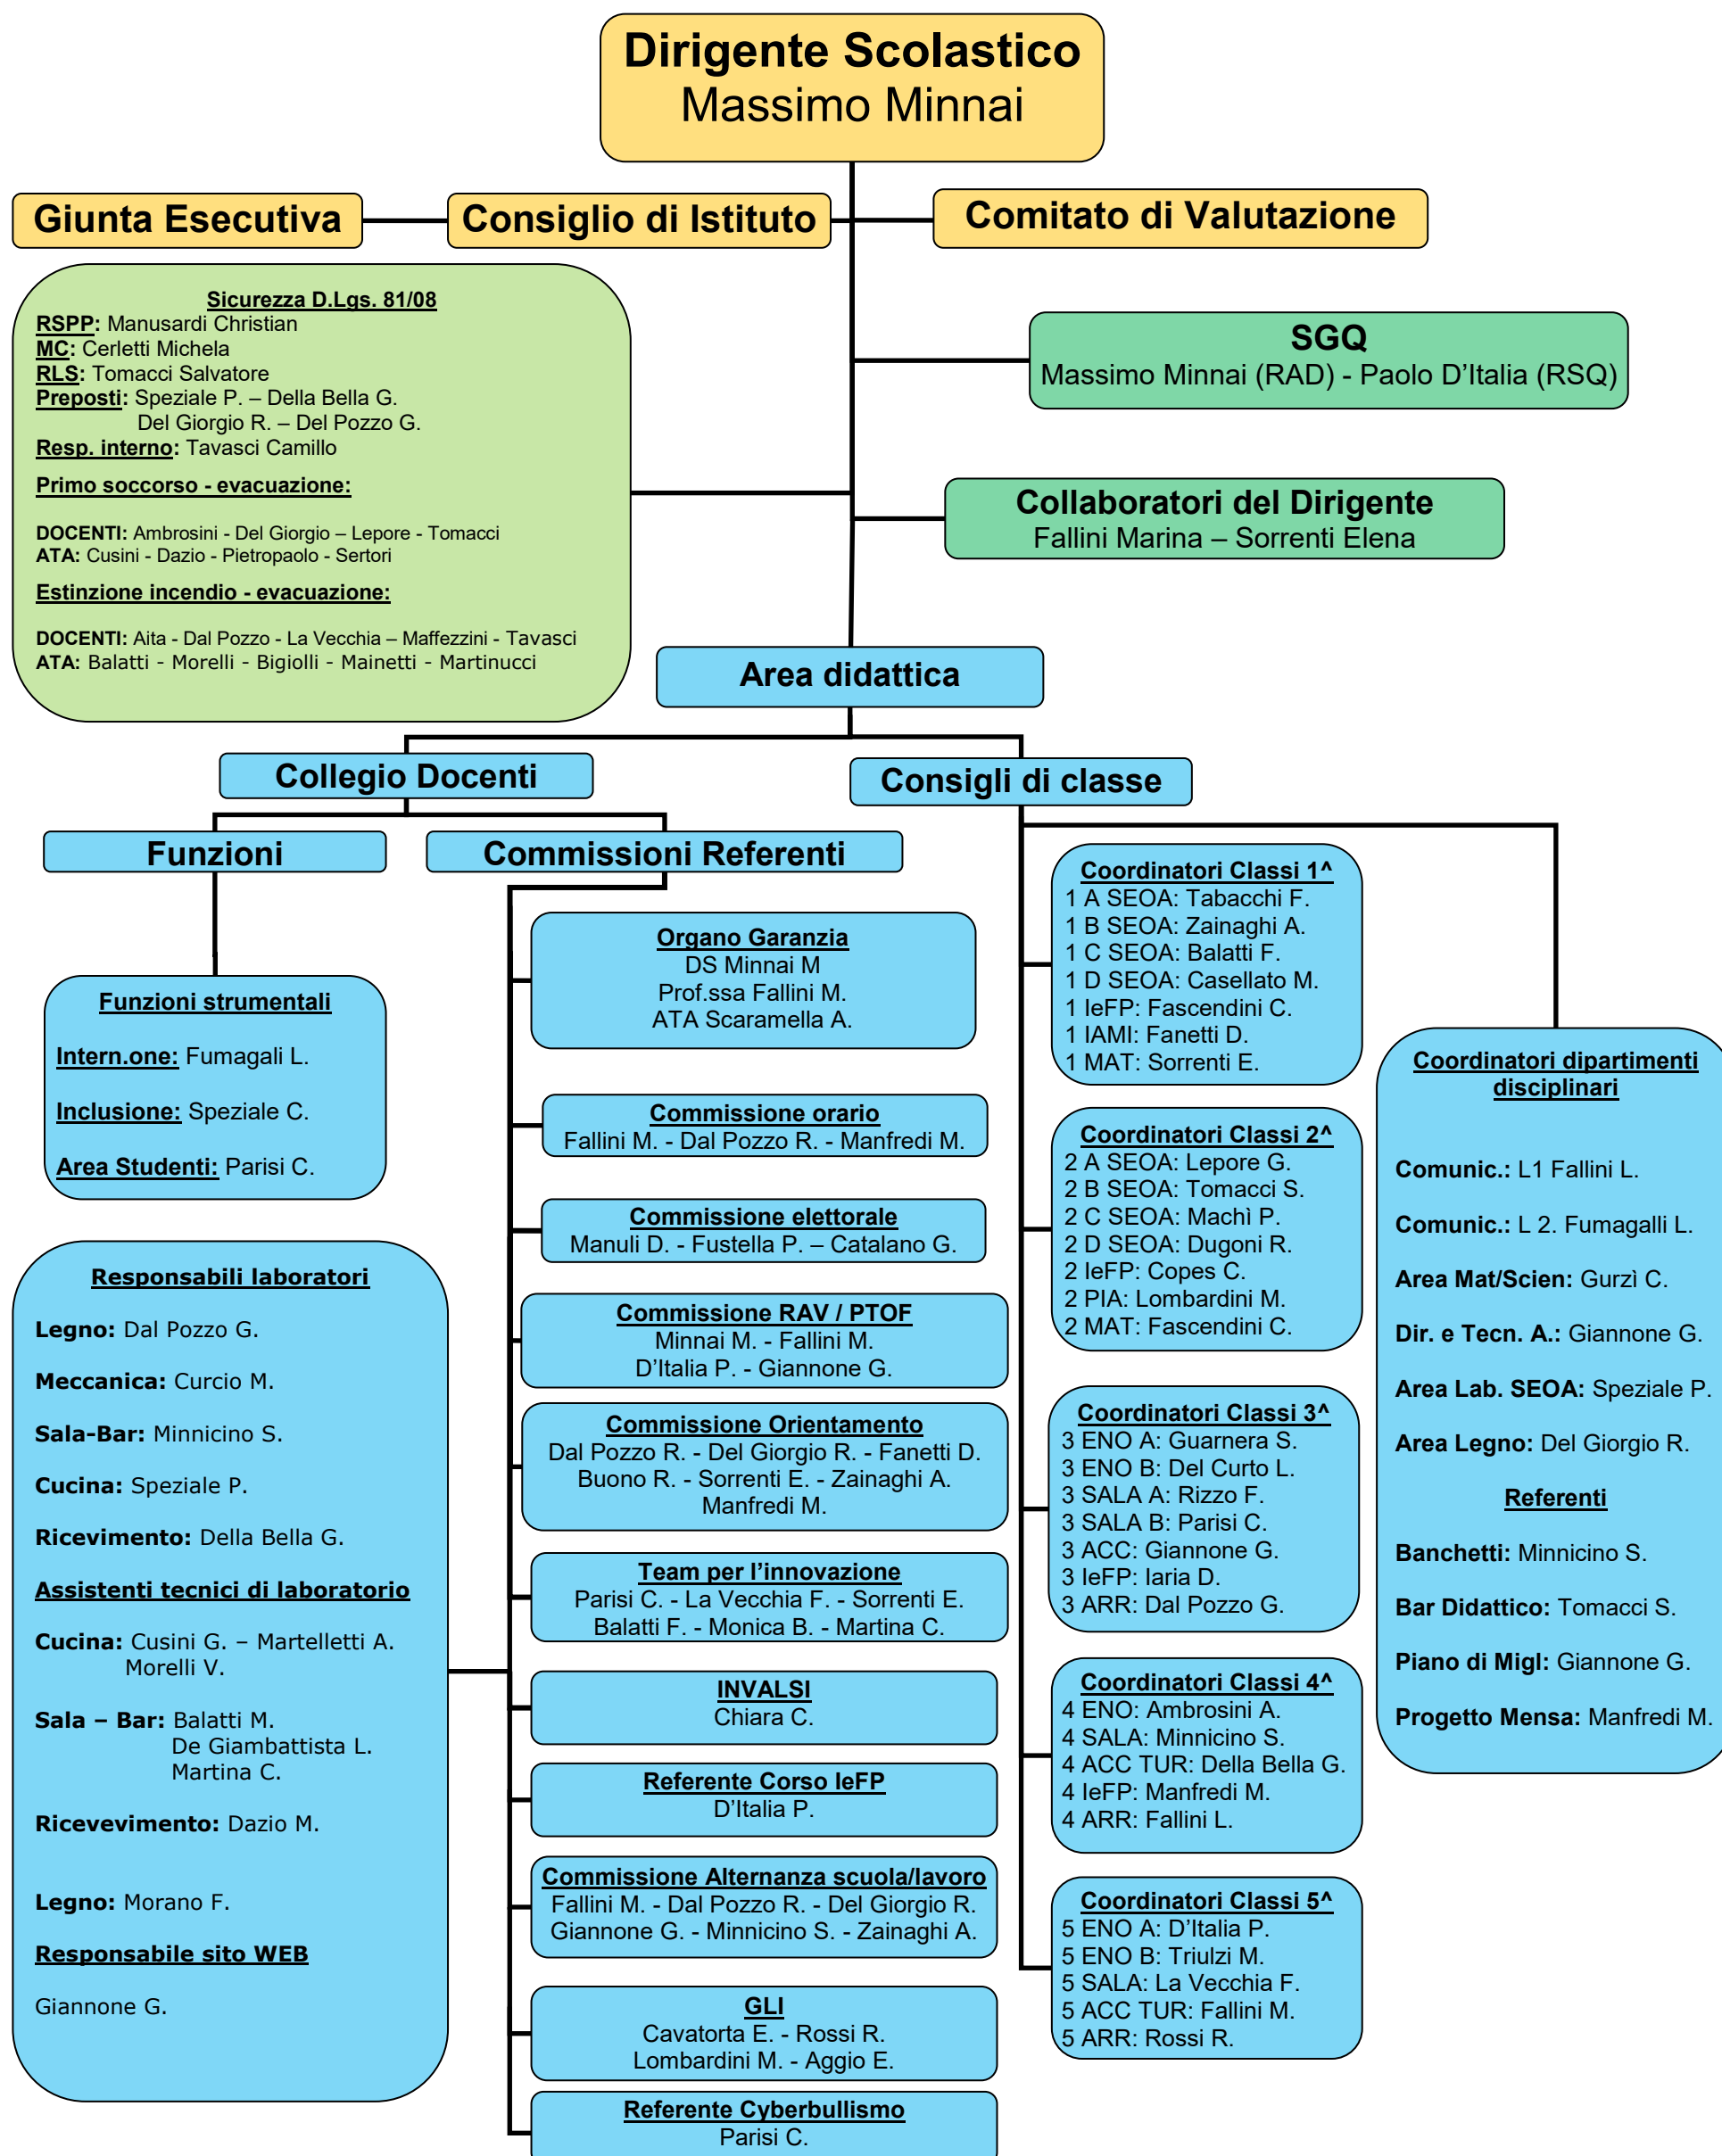 Dirigente Scolastico
Massimo Minnai
Giunta Esecutiva
Consiglio di Istituto
Comitato di Valutazione
Sicurezza D.Lgs. 81/08
RSPP: Manusardi Christian
MC: Cerletti Michela
RLS: Tomacci Salvatore
Preposti: Speziale P. – Della Bella G.
Del Giorgio R. – Del Pozzo G.
Resp. interno: Tavasci Camillo
Primo soccorso - evacuazione:
DOCENTI: Ambrosini - Del Giorgio – Lepore - Tomacci
ATA: Cusini - Dazio - Pietropaolo - Sertori
Estinzione incendio - evacuazione:
DOCENTI: Aita - Dal Pozzo - La Vecchia – Maffezzini - Tavasci
ATA: Balatti - Morelli - Bigiolli - Mainetti - Martinucci
SGQ
Massimo Minnai (RAD) - Paolo D'Italia (RSQ)
Collaboratori del Dirigente
Fallini Marina – Sorrenti Elena
Area didattica
Collegio Docenti
Consigli di classe
Funzioni
Commissioni Referenti
Funzioni strumentali
Intern.one: Fumagali L.
Inclusione: Speziale C.
Area Studenti: Parisi C.
Responsabili laboratori
Legno: Dal Pozzo G.
Meccanica: Curcio M.
Sala-Bar: Minnicino S.
Cucina: Speziale P.
Ricevimento: Della Bella G.
Assistenti tecnici di laboratorio
Cucina: Cusini G. – Martelletti A.
Morelli V.
Sala – Bar: Balatti M.
De Giambattista L.
Martina C.
Ricevevimento: Dazio M.
Legno: Morano F.
Responsabile sito WEB
Giannone G.
Organo Garanzia
DS Minnai M
Prof.ssa Fallini M.
ATA Scaramella A.
Commissione orario
Fallini M. - Dal Pozzo R. - Manfredi M.
Commissione elettorale
Manuli D. - Fustella P. – Catalano G.
Commissione RAV / PTOF
Minnai M. - Fallini M.
D'Italia P. - Giannone G.
Commissione Orientamento
Dal Pozzo R. - Del Giorgio R. - Fanetti D.
Buono R. - Sorrenti E. - Zainaghi A.
Manfredi M.
Team per l'innovazione
Parisi C. - La Vecchia F. - Sorrenti E.
Balatti F. - Monica B. - Martina C.
INVALSI
Chiara C.
Referente Corso IeFP
D'Italia P.
Commissione Alternanza scuola/lavoro
Fallini M. - Dal Pozzo R. - Del Giorgio R.
Giannone G. - Minnicino S. - Zainaghi A.
GLI
Cavatorta E. - Rossi R.
Lombardini M. - Aggio E.
Referente Cyberbullismo
Parisi C.
Coordinatori Classi 1^
1 A SEOA: Tabacchi F.
1 B SEOA: Zainaghi A.
1 C SEOA: Balatti F.
1 D SEOA: Casellato M.
1 IeFP: Fascendini C.
1 IAMI: Fanetti D.
1 MAT: Sorrenti E.
Coordinatori Classi 2^
2 A SEOA: Lepore G.
2 B SEOA: Tomacci S.
2 C SEOA: Machì P.
2 D SEOA: Dugoni R.
2 IeFP: Copes C.
2 PIA: Lombardini M.
2 MAT: Fascendini C.
Coordinatori Classi 3^
3 ENO A: Guarnera S.
3 ENO B: Del Curto L.
3 SALA A: Rizzo F.
3 SALA B: Parisi C.
3 ACC: Giannone G.
3 IeFP: Iaria D.
3 ARR: Dal Pozzo G.
Coordinatori Classi 4^
4 ENO: Ambrosini A.
4 SALA: Minnicino S.
4 ACC TUR: Della Bella G.
4 IeFP: Manfredi M.
4 ARR: Fallini L.
Coordinatori Classi 5^
5 ENO A: D'Italia P.
5 ENO B: Triulzi M.
5 SALA: La Vecchia F.
5 ACC TUR: Fallini M.
5 ARR: Rossi R.
Coordinatori dipartimenti
disciplinari
Comunic.: L1 Fallini L.
Comunic.: L 2. Fumagalli L.
Area Mat/Scien: Gurzì C.
Dir. e Tecn. A.: Giannone G.
Area Lab. SEOA: Speziale P.
Area Legno: Del Giorgio R.
Referenti
Banchetti: Minnicino S.
Bar Didattico: Tomacci S.
Piano di Migl: Giannone G.
Progetto Mensa: Manfredi M.